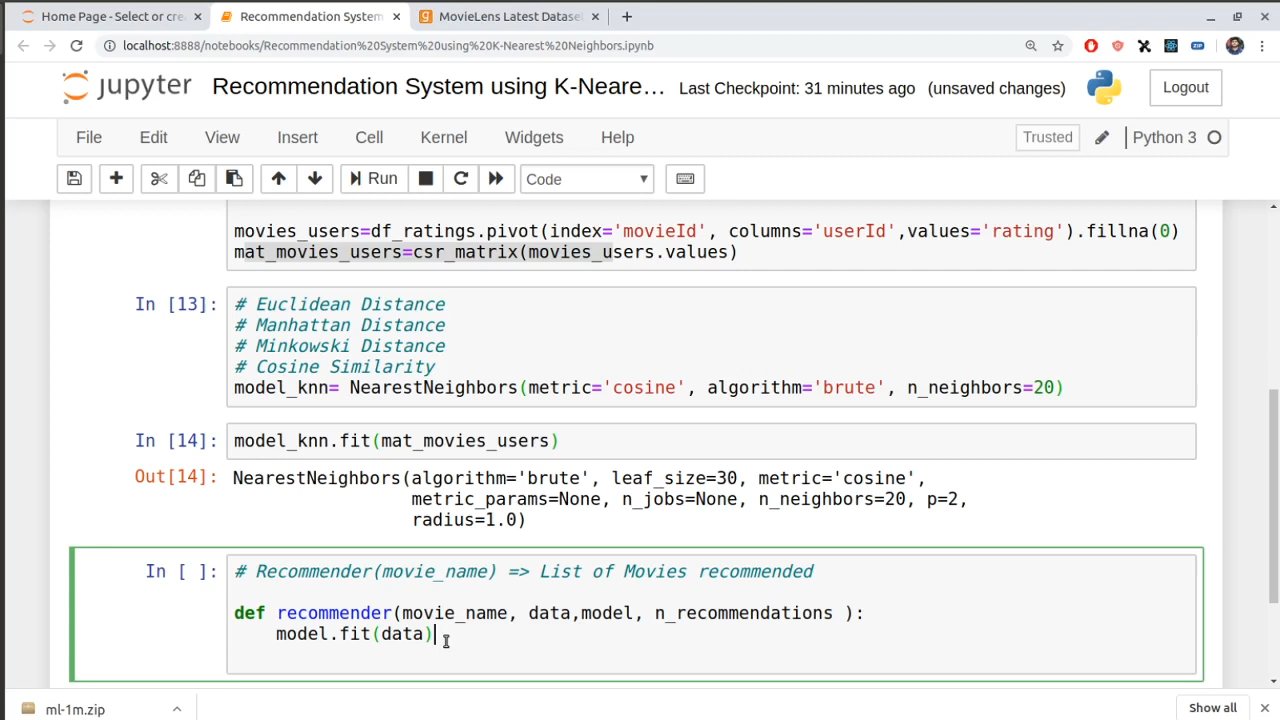 Home Page - Select or cre
Recommendation System
MovieLens Latest Datase
localhost:8888/notebooks/Recommendation%20System%20using%20K-Nearest%20Neighbors.ipynb
jupyter
Recommendation System using K-Neare…
Last Checkpoint: 31 minutes ago
(unsaved changes)
Logout
File Edit View Insert Cell Kernel Widgets Help
Trusted
Python 3
Run
Code
movies_users=df_ratings.pivot(index='movieId', columns='userId',values='rating').fillna(0)
mat_movies_users=csr_matrix(movies_users.values)
In [13]:
# Euclidean Distance
# Manhattan Distance
# Minkowski Distance
# Cosine Similarity
model_knn= NearestNeighbors(metric='cosine', algorithm='brute', n_neighbors=20)
In [14]: model_knn.fit(mat_movies_users)
Out[14]: NearestNeighbors(algorithm='brute', leaf_size=30, metric='cosine',
metric_params=None, n_jobs=None, n_neighbors=20, p=2,
radius=1.0)
In [ ]: # Recommender(movie_name) => List of Movies recommended
def recommender(movie_name, data,model, n_recommendations ):
model.fit(data)
ml-1m.zip
Show all